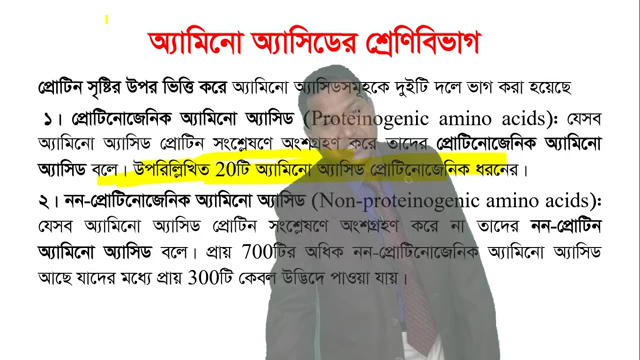 অ্যামিনো অ্যাসিডের শ্রেণিবিভাগ
প্রোটিন সৃষ্টির উপর ভিত্তি করে অ্যামিনো অ্যাসিডসমূহকে দুইটি দলে ভাগ করা হয়েছে
১। প্রোটিনোজেনিক অ্যামিনো অ্যাসিড (Proteinogenic amino acids): যেসব
অ্যামিনো অ্যাসিড প্রোটিন সংশ্লেষণে অংশগ্রহণ করে তাদের প্রোটিনোজেনিক অ্যামিনো
অ্যাসিড বলে। উপরিল্লিখিত 20টি অ্যামিনো অ্যাসিড প্রোটিনোজেনিক ধরনের।
২। নন-প্রোটিনোজেনিক অ্যামিনো অ্যাসিড (Non-proteinogenic amino acids):
যেসব অ্যামিনো অ্যাসিড প্রোটিন সংশ্লেষণে অংশগ্রহণ করে না তাদের নন-প্রোটিন
অ্যামিনো অ্যাসিড বলে। প্রায় 700টির অধিক নন-প্রোটিনোজেনিক অ্যামিনো অ্যাসিড
আছে যাদের মধ্যে প্রায় 300টি কেবল উদ্ভিদে পাওয়া যায়।